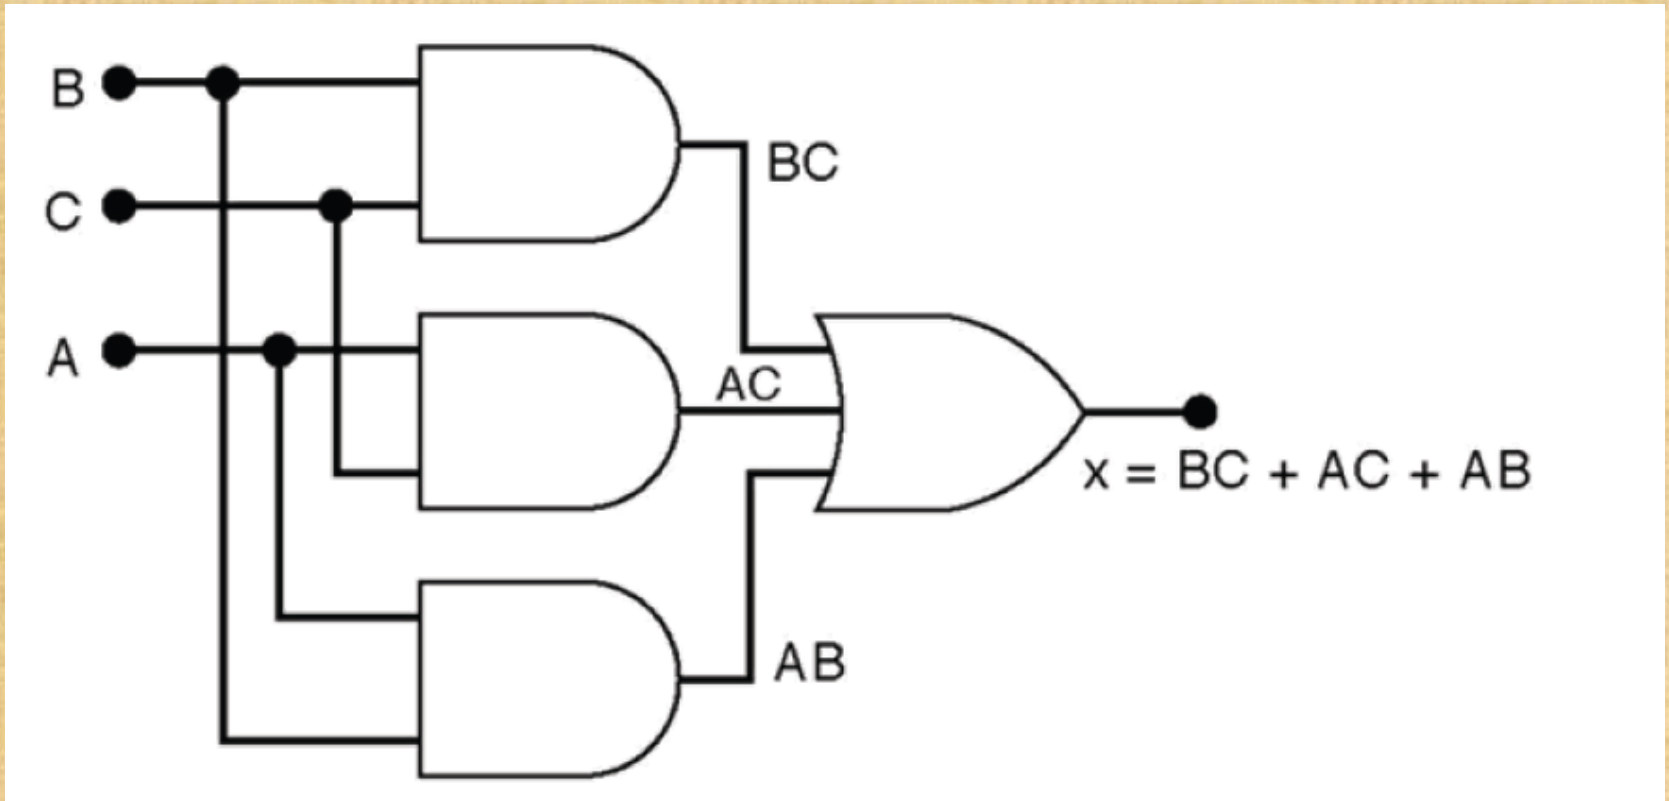 B
BC
C
A
AC
x = BC + AC + AB
AB